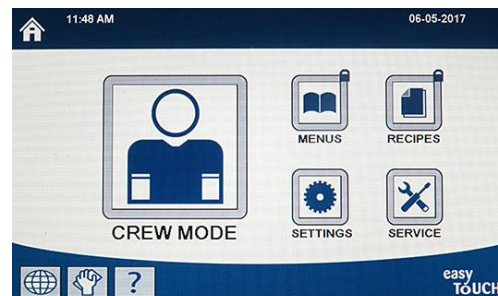 11:48 AM
06-05-2017
MENUS
RECIPES
CREW MODE
SETTINGS
SERVICE
?
easy
TOUCH